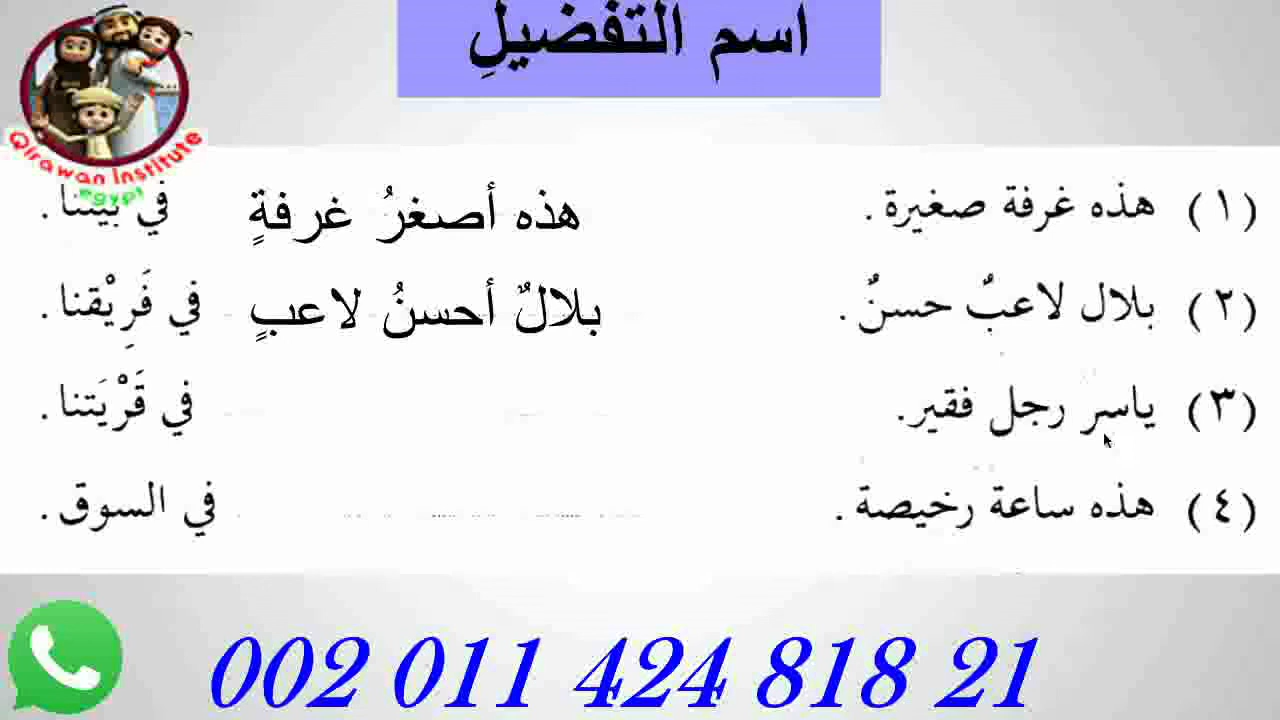 اسم التفضيلِ
Qirawan institute
egypt
(١) هذه غرفة صغيرة . هذه أصغرُ غرفةٍ في بيتنا .
(٢) بلال لاعبٌ حسنٌ . بلالٌ أحسنُ لاعبٍ في فَرِيْقنا .
(٣) ياسر رجل فقير . في قَرْيَتنا .
(٤) هذه ساعة رخيصة . في السوق .
002 011 424 818 21